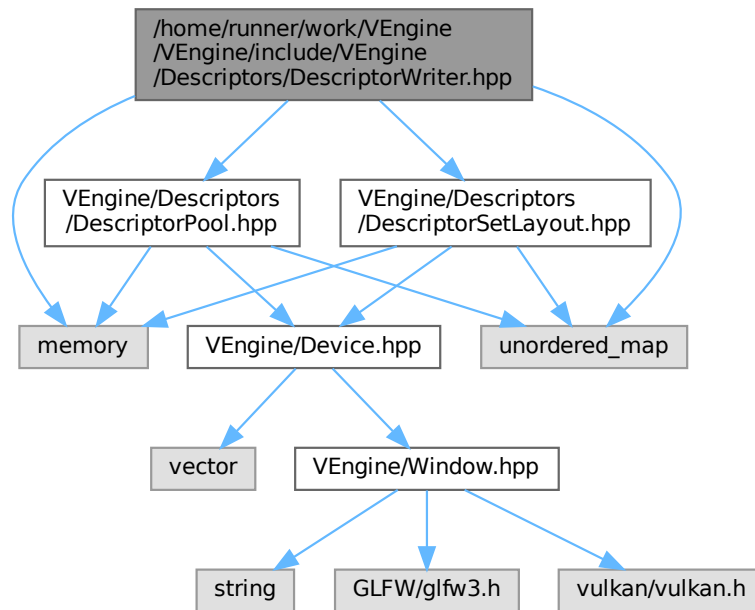 /home/runner/work/VEngine
/VEngine/include/VEngine
/Descriptors/DescriptorWriter.hpp
VEngine/Descriptors
/DescriptorPool.hpp
VEngine/Descriptors
/DescriptorSetLayout.hpp
memory
VEngine/Device.hpp
unordered_map
vector
VEngine/Window.hpp
string
GLFW/glfw3.h
vulkan/vulkan.h